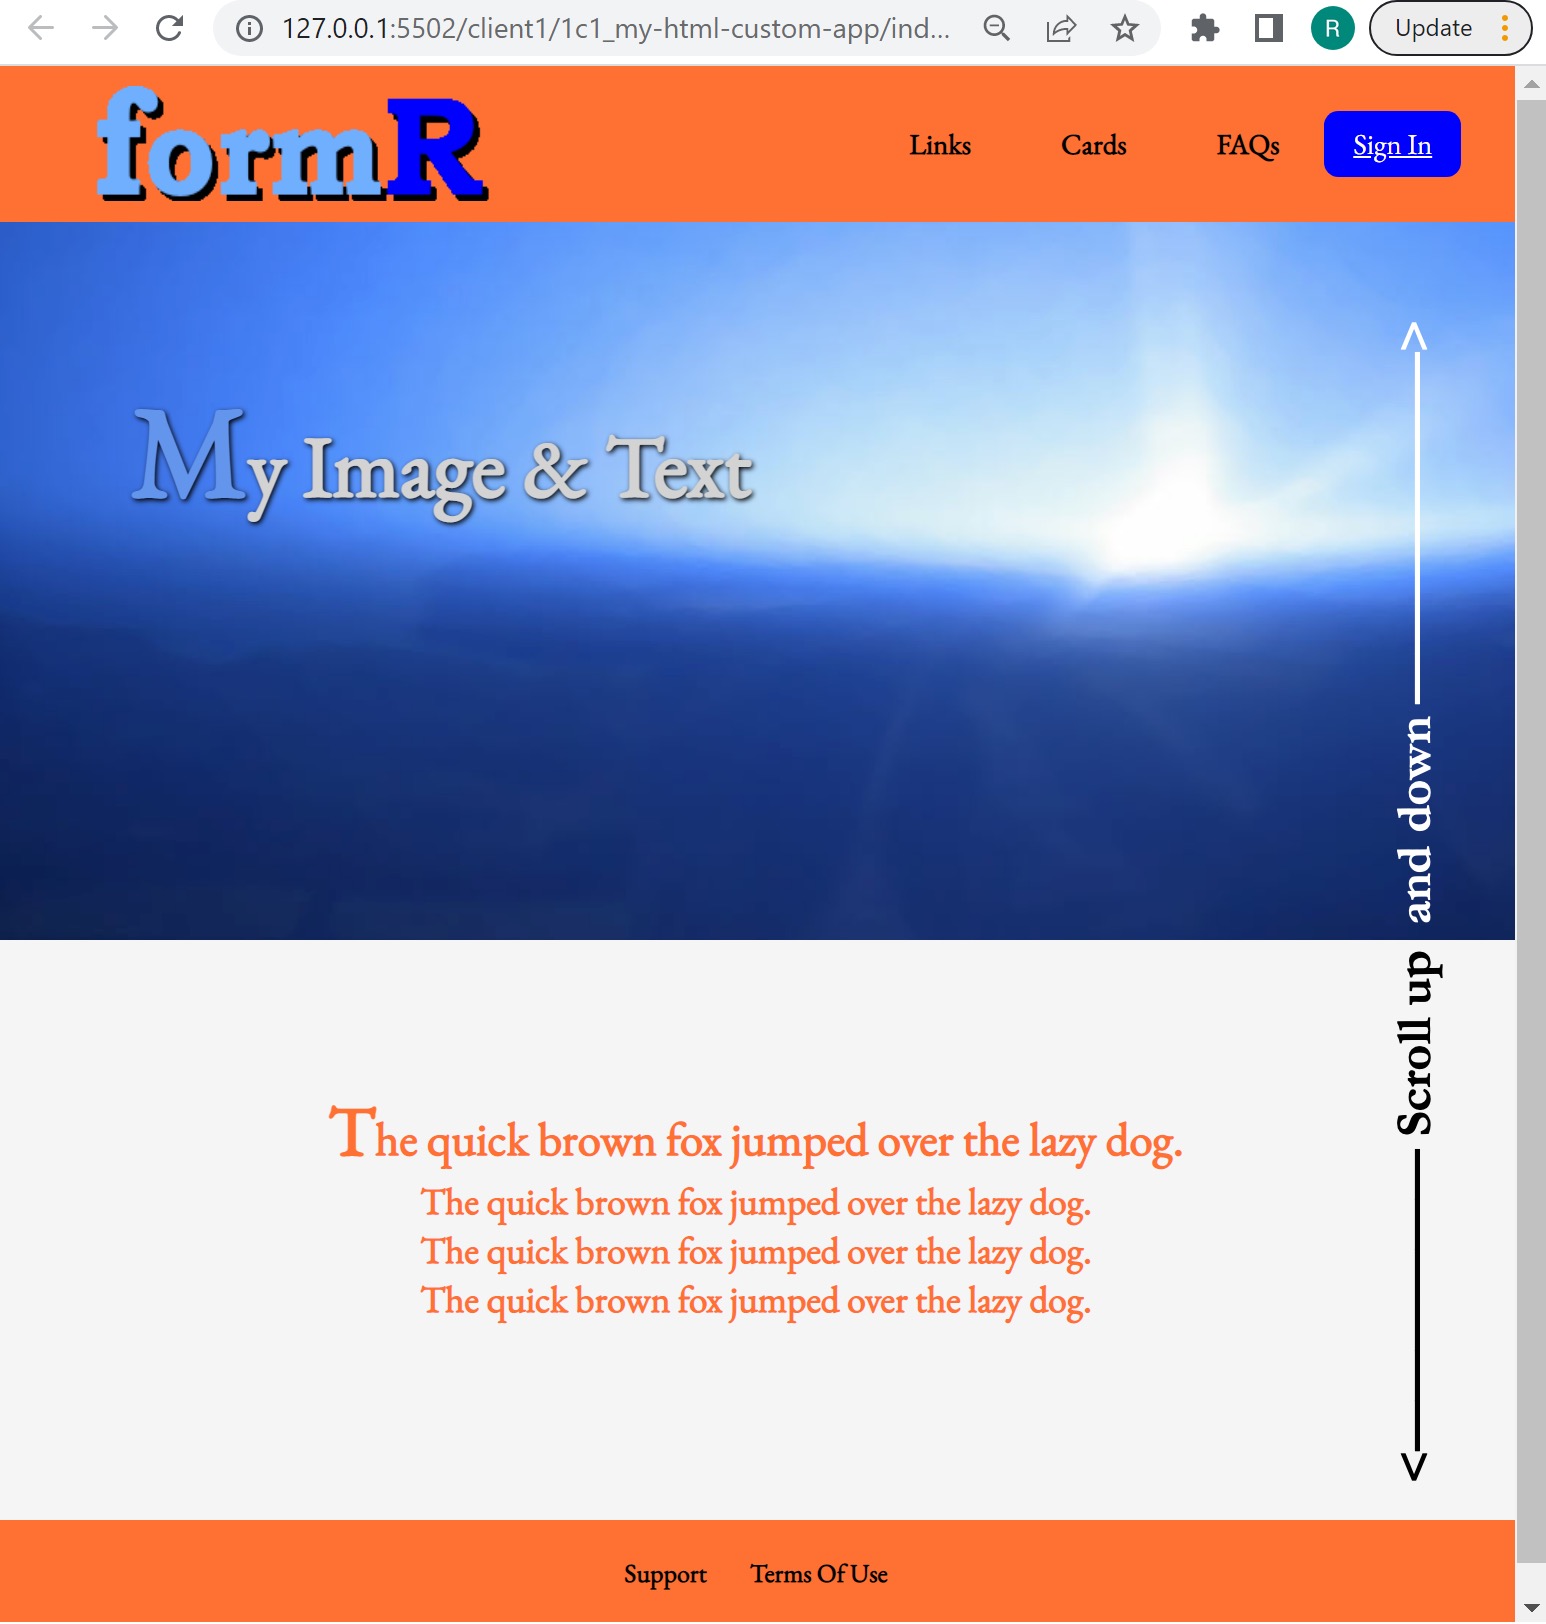 127.0.0.1:5502/client1/1c1_my-html-custom-app/ind...
R
Update
formR
Links
Cards
FAQs
Sign In
My Image & Text
Scroll up and down
The quick brown fox jumped over the lazy dog.
The quick brown fox jumped over the lazy dog.
The quick brown fox jumped over the lazy dog.
The quick brown fox jumped over the lazy dog.
Support
Terms Of Use